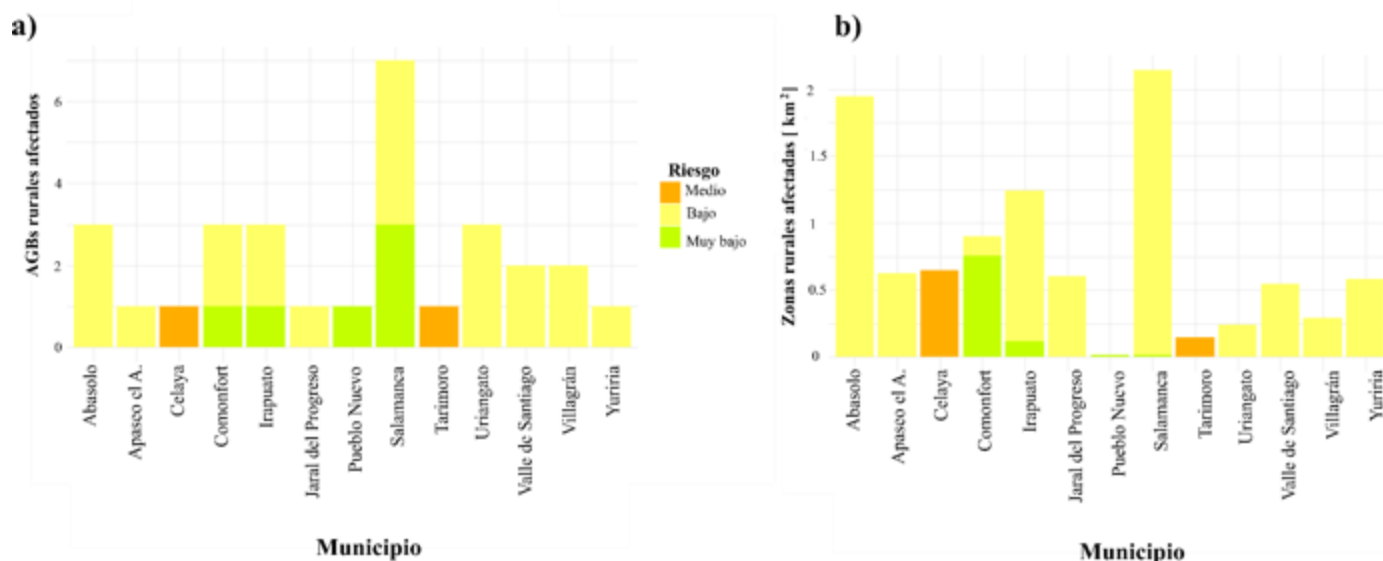 a)
AGBs rurales afectados
6
4
2
0
Abasolo
Apaseo el A.
Celaya
Comonfort
Irapuato
Jaral del Progreso
Pueblo Nuevo
Salamanca
Tarimoro
Uriangato
Valle de Santiago
Villagrán
Yuriria
Municipio
Riesgo
Medio
Bajo
Muy bajo
b)
Zonas rurales afectadas [ km²]
2
1.5
1
0.5
0
Abasolo
Apaseo el A.
Celaya
Comonfort
Irapuato
Jaral del Progreso
Pueblo Nuevo
Salamanca
Tarimoro
Uriangato
Valle de Santiago
Villagrán
Yuriria
Municipio